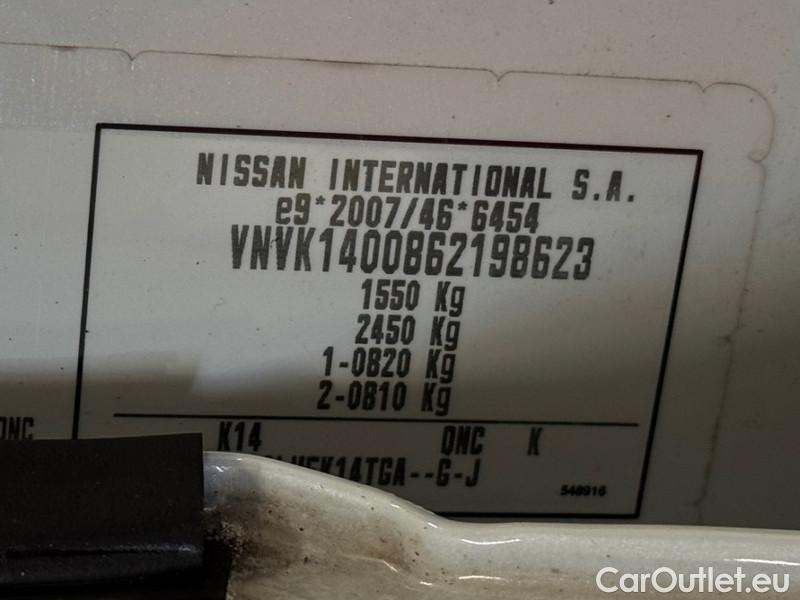 NISSAN INTERNATIONAL S.A.
e9*2007/46*6454
VNVK1400862198623
1550 Kg
2450 Kg
1-0820 Kg
2-0810 Kg
QNC K14 QNC K
548916
CarOutlet.eu